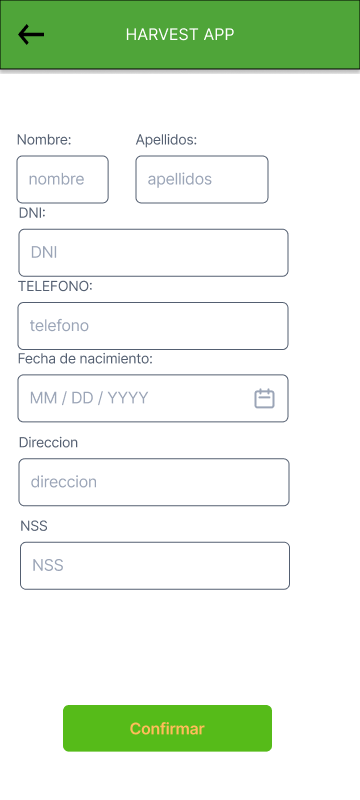 HARVEST APP
Nombre: Apellidos:
nombre apellidos
DNI:
DNI
TELEFONO:
telefono
Fecha de nacimiento:
MM / DD / YYYY
Direccion
direccion
NSS
NSS
Confirmar